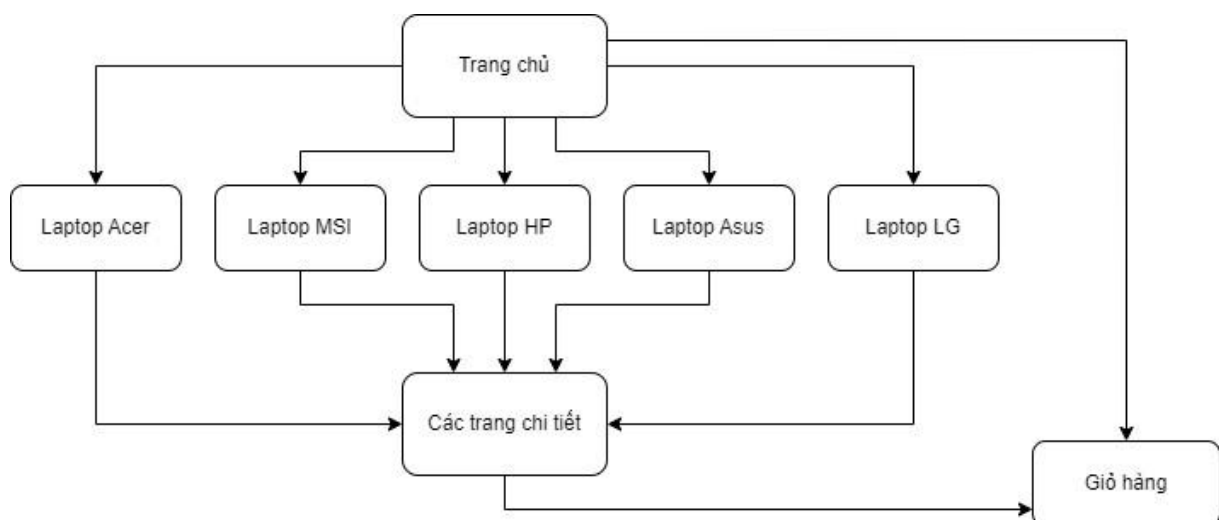 Trang chủ
Laptop Acer
Laptop MSI
Laptop HP
Laptop Asus
Laptop LG
Các trang chi tiết
Giỏ hàng